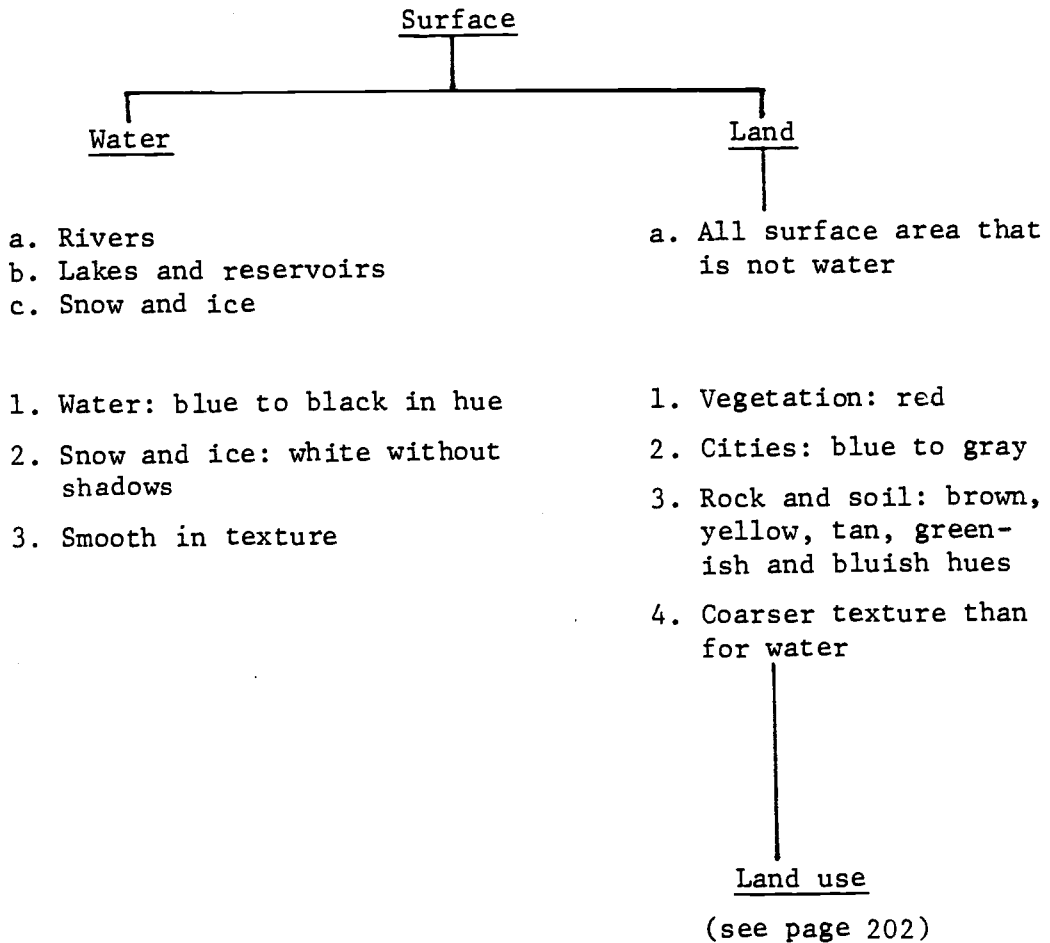 Surface
Water
Land
a. Rivers
b. Lakes and reservoirs
c. Snow and ice
a. All surface area that
is not water
1. Water: blue to black in hue
2. Snow and ice: white without
shadows
3. Smooth in texture
1. Vegetation: red
2. Cities: blue to gray
3. Rock and soil: brown,
yellow, tan, green-
ish and bluish hues
4. Coarser texture than
for water
Land use
(see page 202)